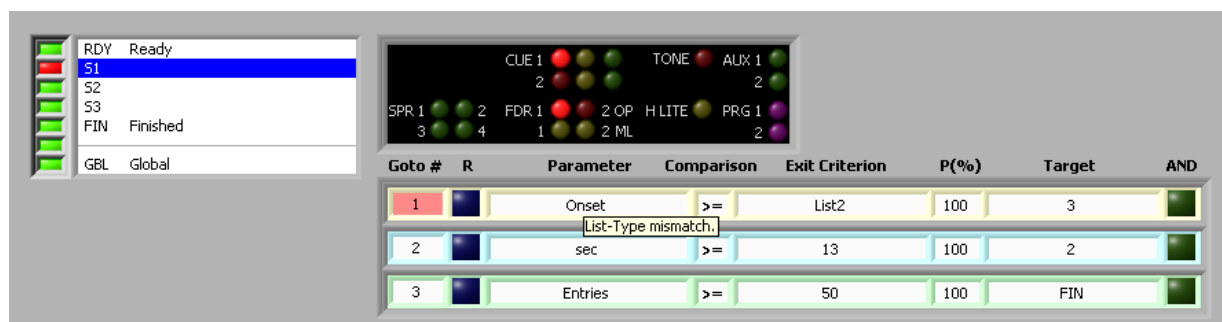 RDY Ready
S1
S2
S3
FIN Finished
GBL Global
CUE 1 TONE AUX 1
2 2
SPR 1 2 FDR 1 2 OP H LITE PRG 1
3 4 1 2 ML 2
Goto # R Parameter Comparison Exit Criterion P(%) Target AND
1 Onset >= List2 100 3
List-Type mismatch.
2 sec >= 13 100 2
3 Entries >= 50 100 FIN